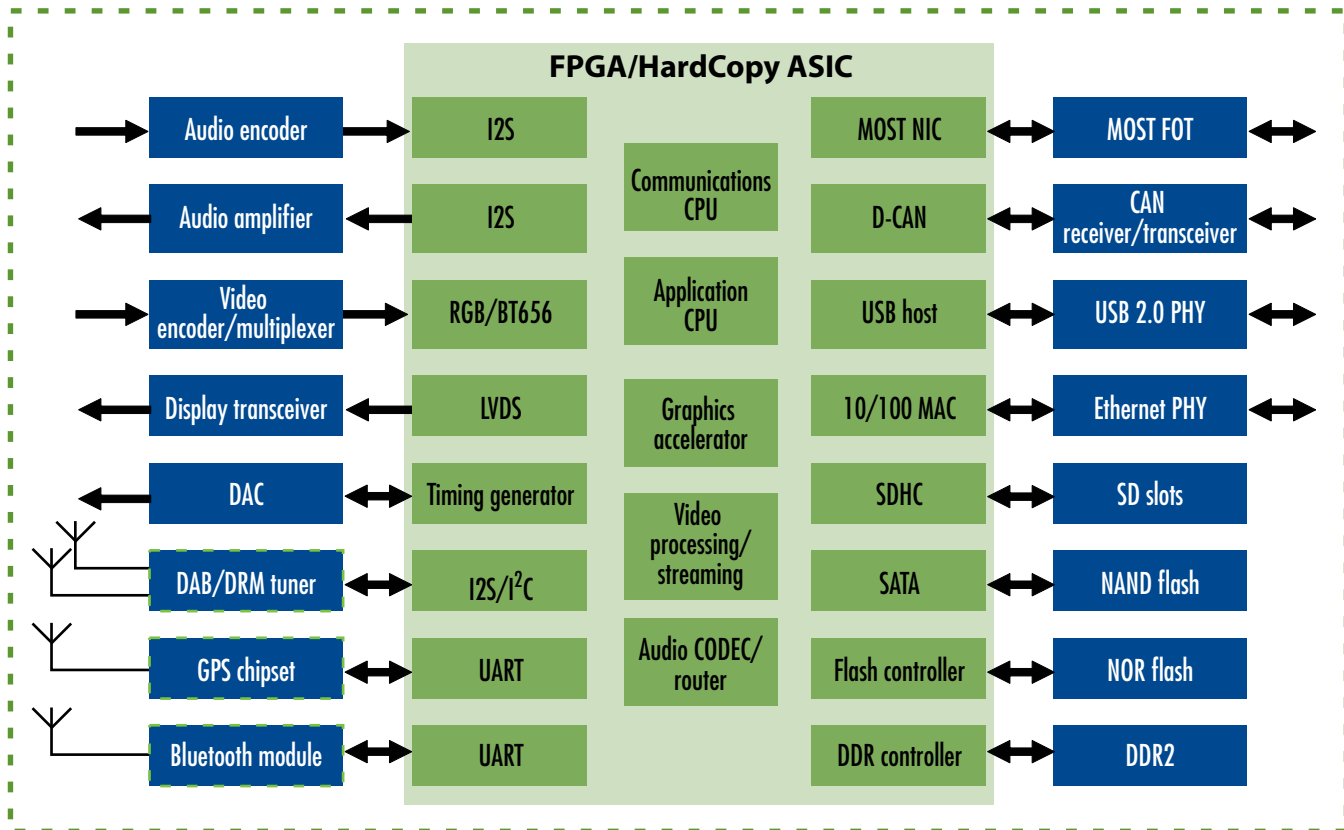 FPGA/HardCopy ASIC
Audio encoder
I2S
MOST NIC
MOST FOT
Communications
CPU
Audio amplifier
I2S
D-CAN
CAN
receiver/transceiver
Video
encoder/multiplexer
RGB/BT656
Application
CPU
USB host
USB 2.0 PHY
Display transceiver
LVDS
Graphics
accelerator
10/100 MAC
Ethernet PHY
DAC
Timing generator
Video
processing/
streaming
SDHC
SD slots
DAB/DRM tuner
I2S/I²C
SATA
NAND flash
GPS chipset
UART
Audio CODEC/
router
Flash controller
NOR flash
Bluetooth module
UART
DDR controller
DDR2